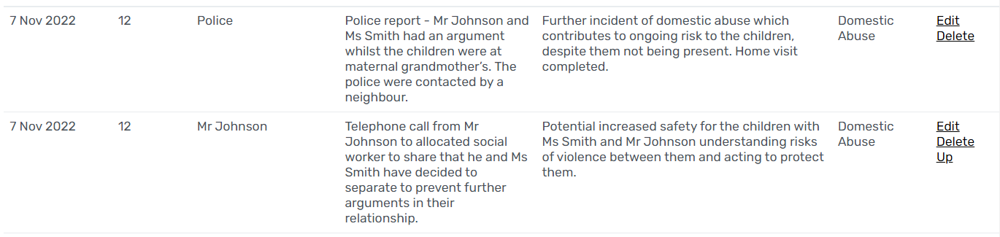 7 Nov 2022 12 Police Police report - Mr Johnson and Further incident of domestic abuse which Domestic Edit
Ms Smith had an argument contributes to ongoing risk to the children, Abuse Delete
whilst the children were at despite them not being present. Home visit
maternal grandmother’s. The completed.
police were contacted by a
neighbour.
7 Nov 2022 12 Mr Johnson Telephone call from Mr Potential increased safety for the children with Domestic Edit
Johnson to allocated social Ms Smith and Mr Johnson understanding risks Abuse Delete
worker to share that he and Ms of violence between them and acting to protect Up
Smith have decided to them.
separate to prevent further
arguments in their
relationship.